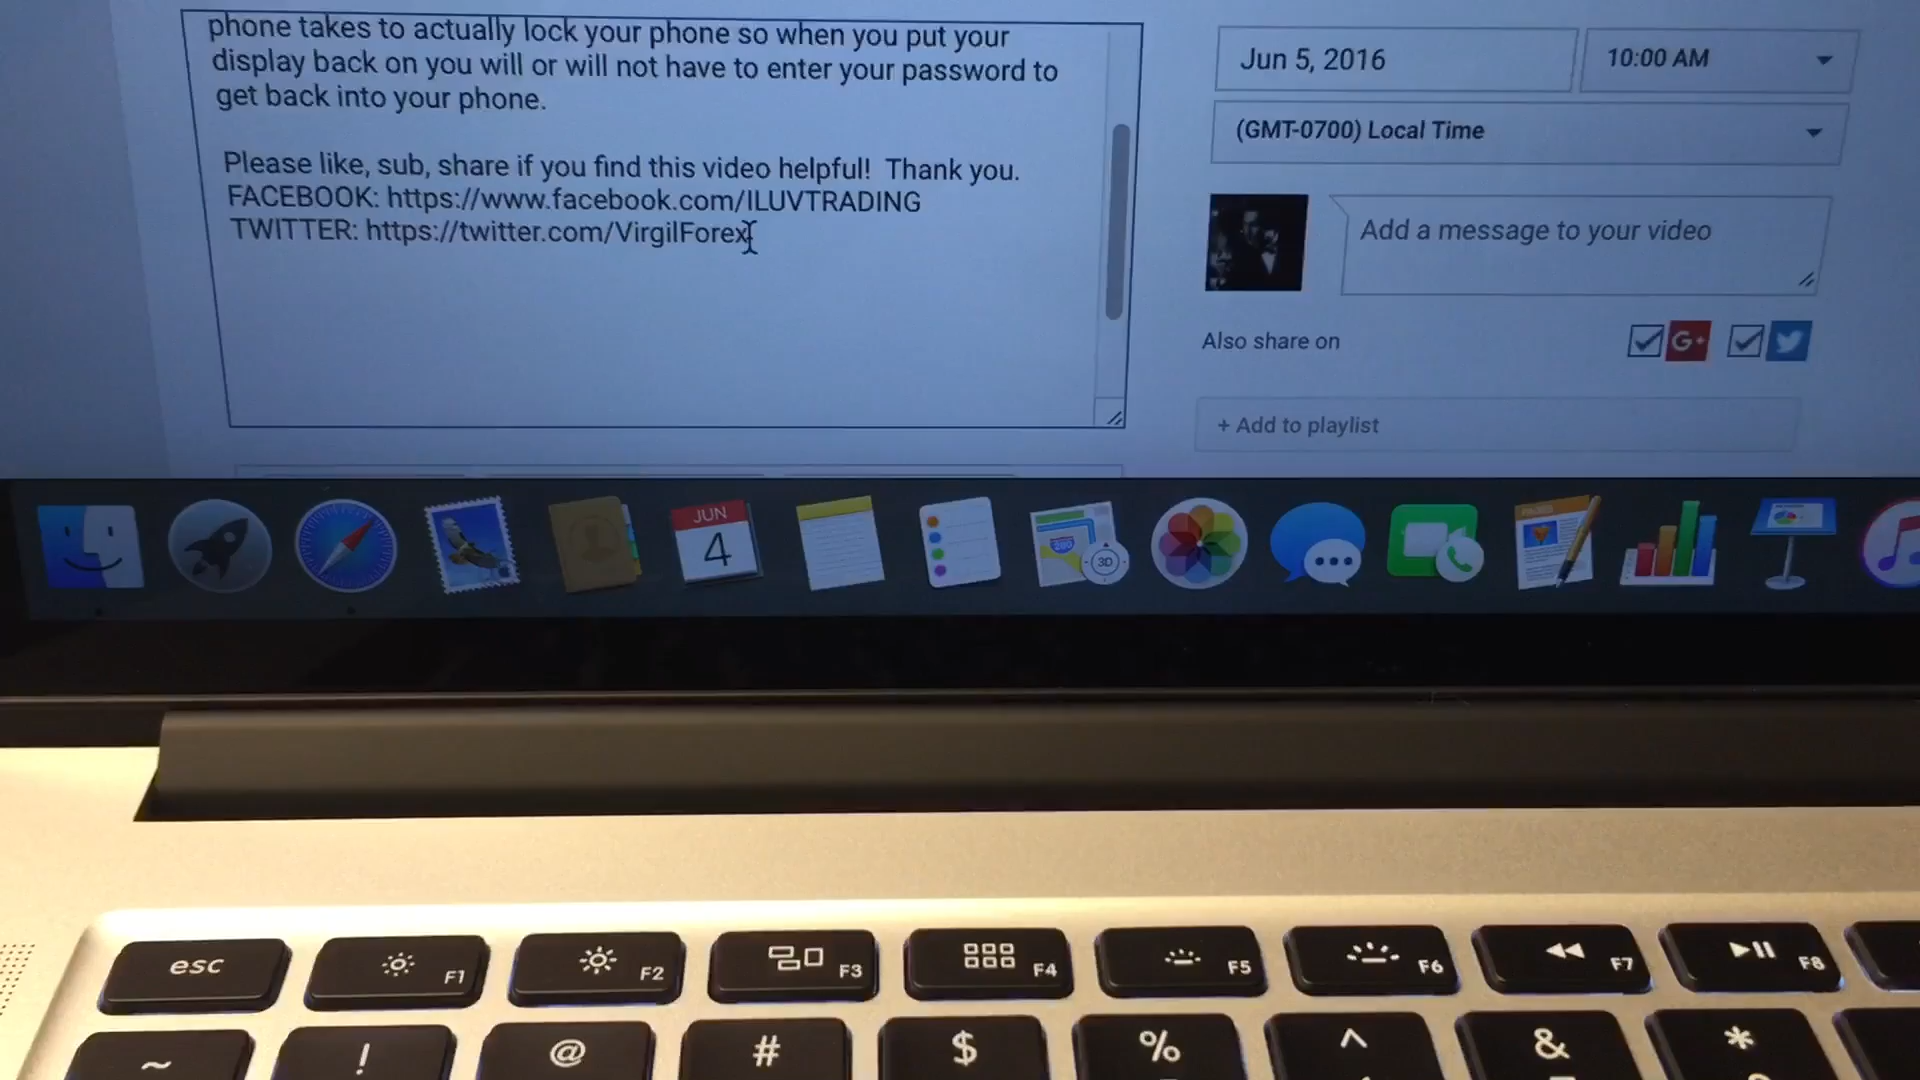 phone takes to actually lock your phone so when you put your
display back on you will or will not have to enter your password to
get back into your phone.
Please like, sub, share if you find this video helpful!  Thank you.
FACEBOOK: https://www.facebook.com/ILUVTRADING
TWITTER: https://twitter.com/VirgilForex
Jun 5, 2016
10:00 AM
(GMT-0700) Local Time
Add a message to your video
Also share on
G+
+ Add to playlist
JUN
4
280
3D
PAGES
esc
F1
F2
F3
F4
F5
F6
F7
F8
~
!
@
#
$
%
^
&
*